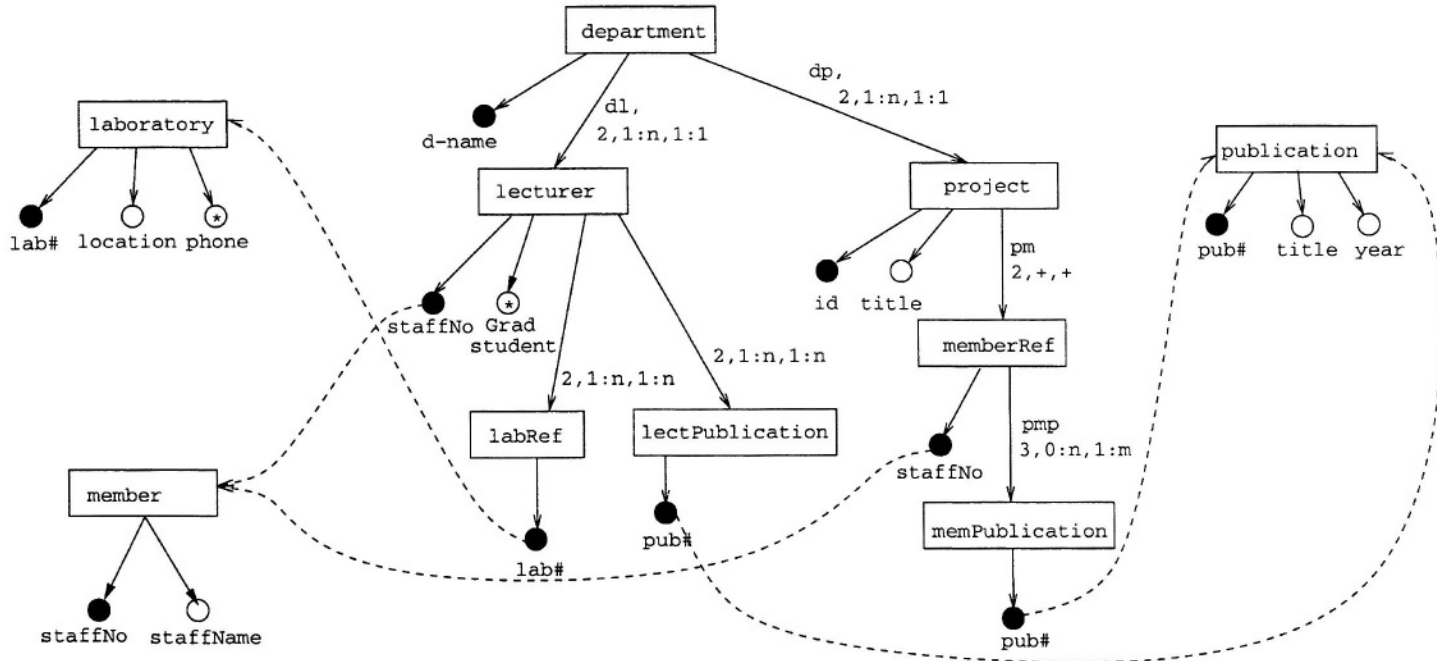 department
dp,
2,1:n,1:1
laboratory
dl,
2,1:n,1:1
d-name
publication
lecturer
project
lab#
location
*
phone
pub#
title
year
id
title
pm
2,+,+
staffNo
*
Grad
student
memberRef
2,1:n,1:n
2,1:n,1:n
labRef
lectPublication
pmp
3,0:n,1:m
staffNo
member
memPublication
pub#
lab#
staffNo
staffName
pub#